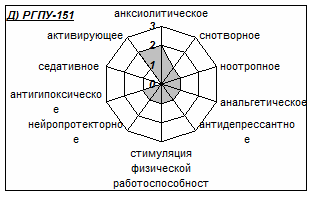 Д) РГПУ-151
анксиолитическое
активирующее
снотворное
3
2
седативное
1
ноотропное
0
антигипоксическо
е
анальгетическое
нейропротекторно
е
антидепрессантно
е
стимуляция
физической
работоспособност